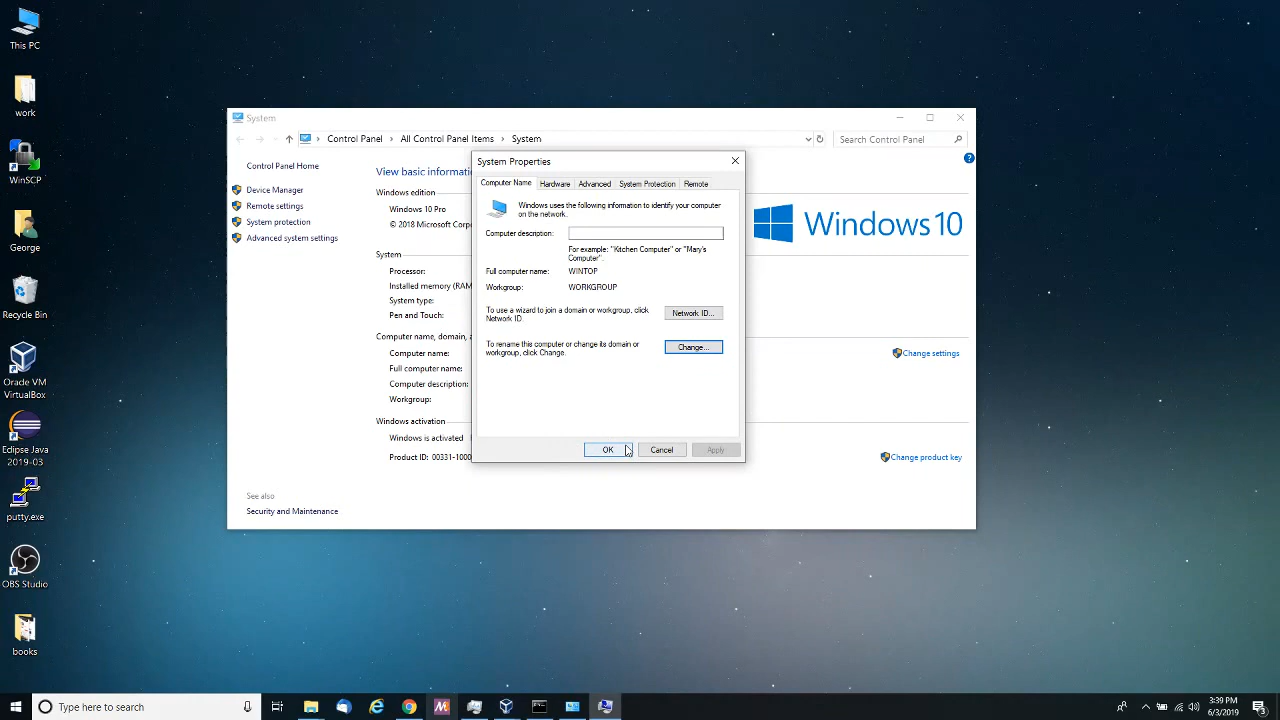 This PC
work
WinSCP
George
Recycle Bin
Oracle VM
VirtualBox
Eclipse Java
2019-03
putty.exe
OBS Studio
books
System
Control Panel > All Control Panel Items > System
Search Control Panel
Control Panel Home
Device Manager
Remote settings
System protection
Advanced system settings
See also
Security and Maintenance
View basic informati
Windows edition
Windows 10 Pro
© 2018 Microsoft Corp
System
Processor:
Installed memory (RAM
System type:
Pen and Touch:
Computer name, domain, a
Computer name:
Full computer name:
Computer description:
Workgroup:
Windows activation
Windows is activated
Product ID: 00331-1000
Windows 10
Change settings
Change product key
System Properties
Computer Name Hardware Advanced System Protection Remote
Windows uses the following information to identify your computer
on the network.
Computer description:
For example: "Kitchen Computer" or "Mary's
Computer".
Full computer name: WINTOP
Workgroup: WORKGROUP
To use a wizard to join a domain or workgroup, click
Network ID.
Network ID...
To rename this computer or change its domain or
workgroup, click Change.
Change...
OK Cancel Apply
Type here to search
3:39 PM
6/3/2019